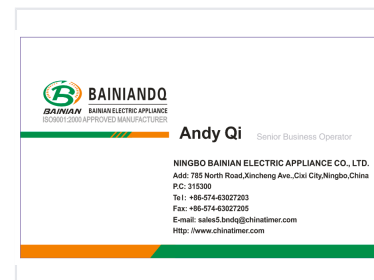 BAINIANDQ
BAINIAN BAINIAN ELECTRIC APPLIANCE
ISO9001:2000 APPROVED MANUFACTURER
Andy Qi Senior Business Operator
NINGBO BAINIAN ELECTRIC APPLIANCE CO., LTD.
Add: 785 North Road,Xincheng Ave.,Cixi City,Ningbo,China
P.C: 315300
Tel: +86-574-63027203
Fax: +86-574-63027205
E-mail: sales5.bndq@chinatimer.com
Http: //www.chinatimer.com